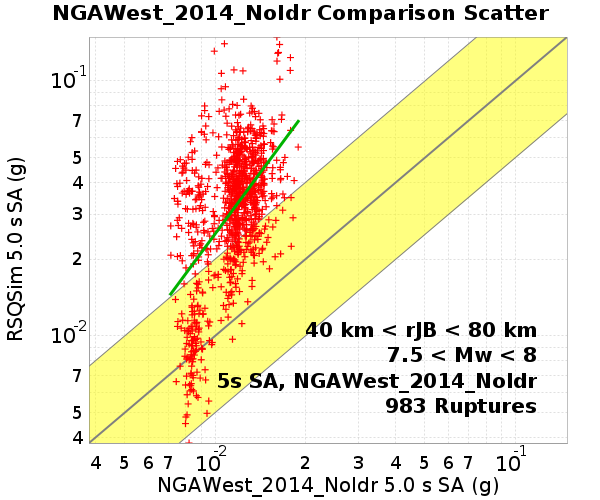 NGAWest_2014_NoIdr Comparison Scatter
RSQSim 5.0 s SA (g)
10-1
7
5
4
3
2
10-2
7
5
4
40 km < rJB < 80 km
7.5 < Mw < 8
5s SA, NGAWest_2014_NoIdr
983 Ruptures
4 5 6 7 10-2 2 3 4 5 6 7 10-1
NGAWest_2014_NoIdr 5.0 s SA (g)